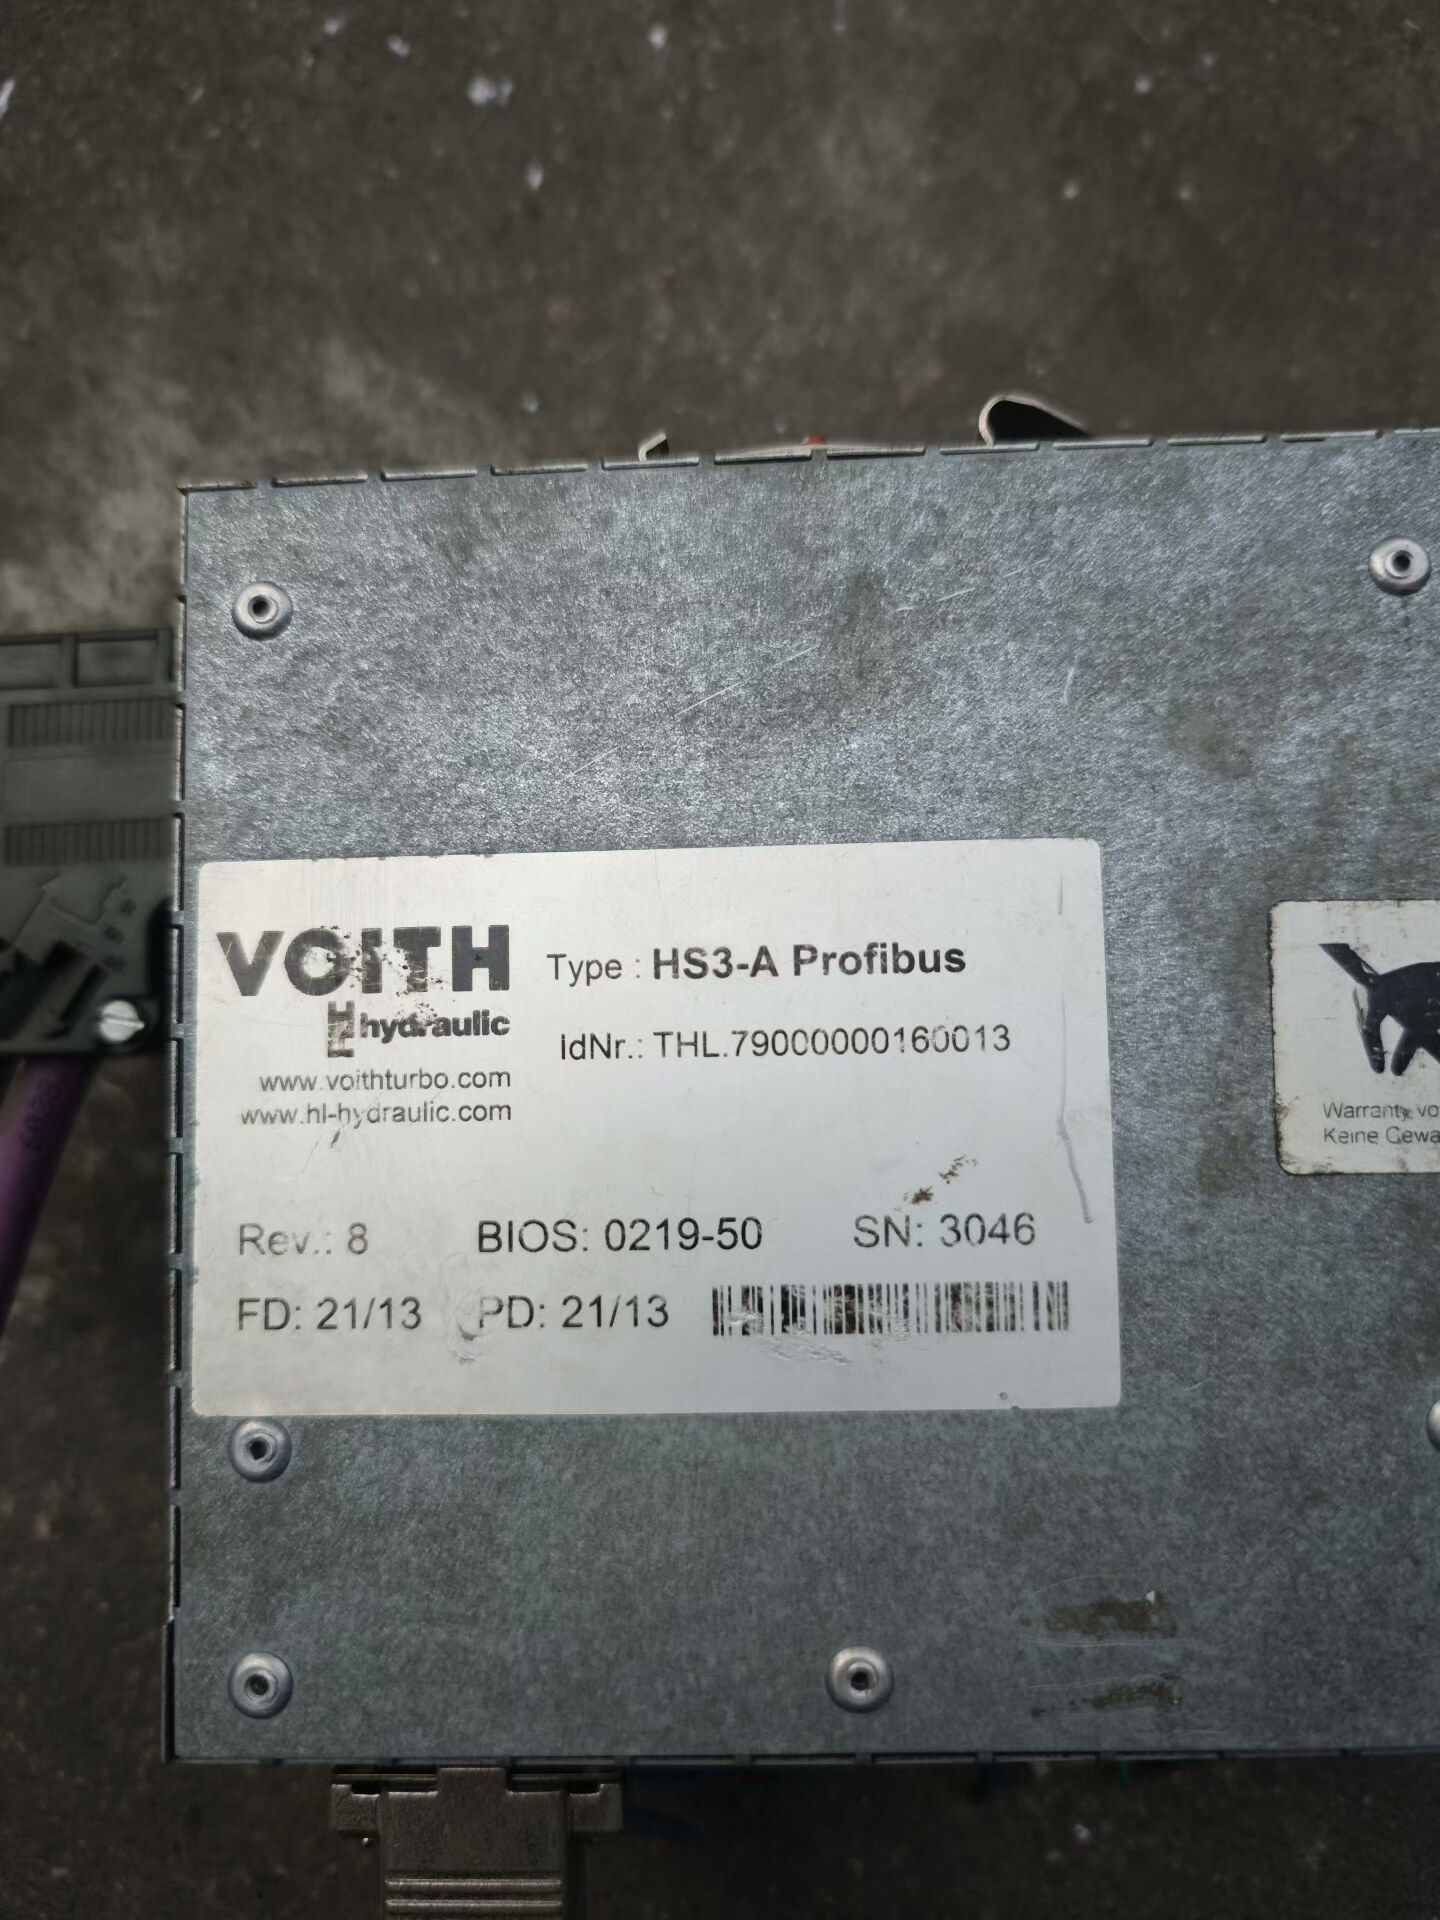 VOITH
HL hydraulic
www.voithturbo.com
www.hl-hydraulic.com
Type : HS3-A Profibus
IdNr.: THL.79000000160013
Rev.: 8 BIOS: 0219-50 SN: 3046
FD: 21/13 PD: 21/13
Warranty vo
Keine Gewa